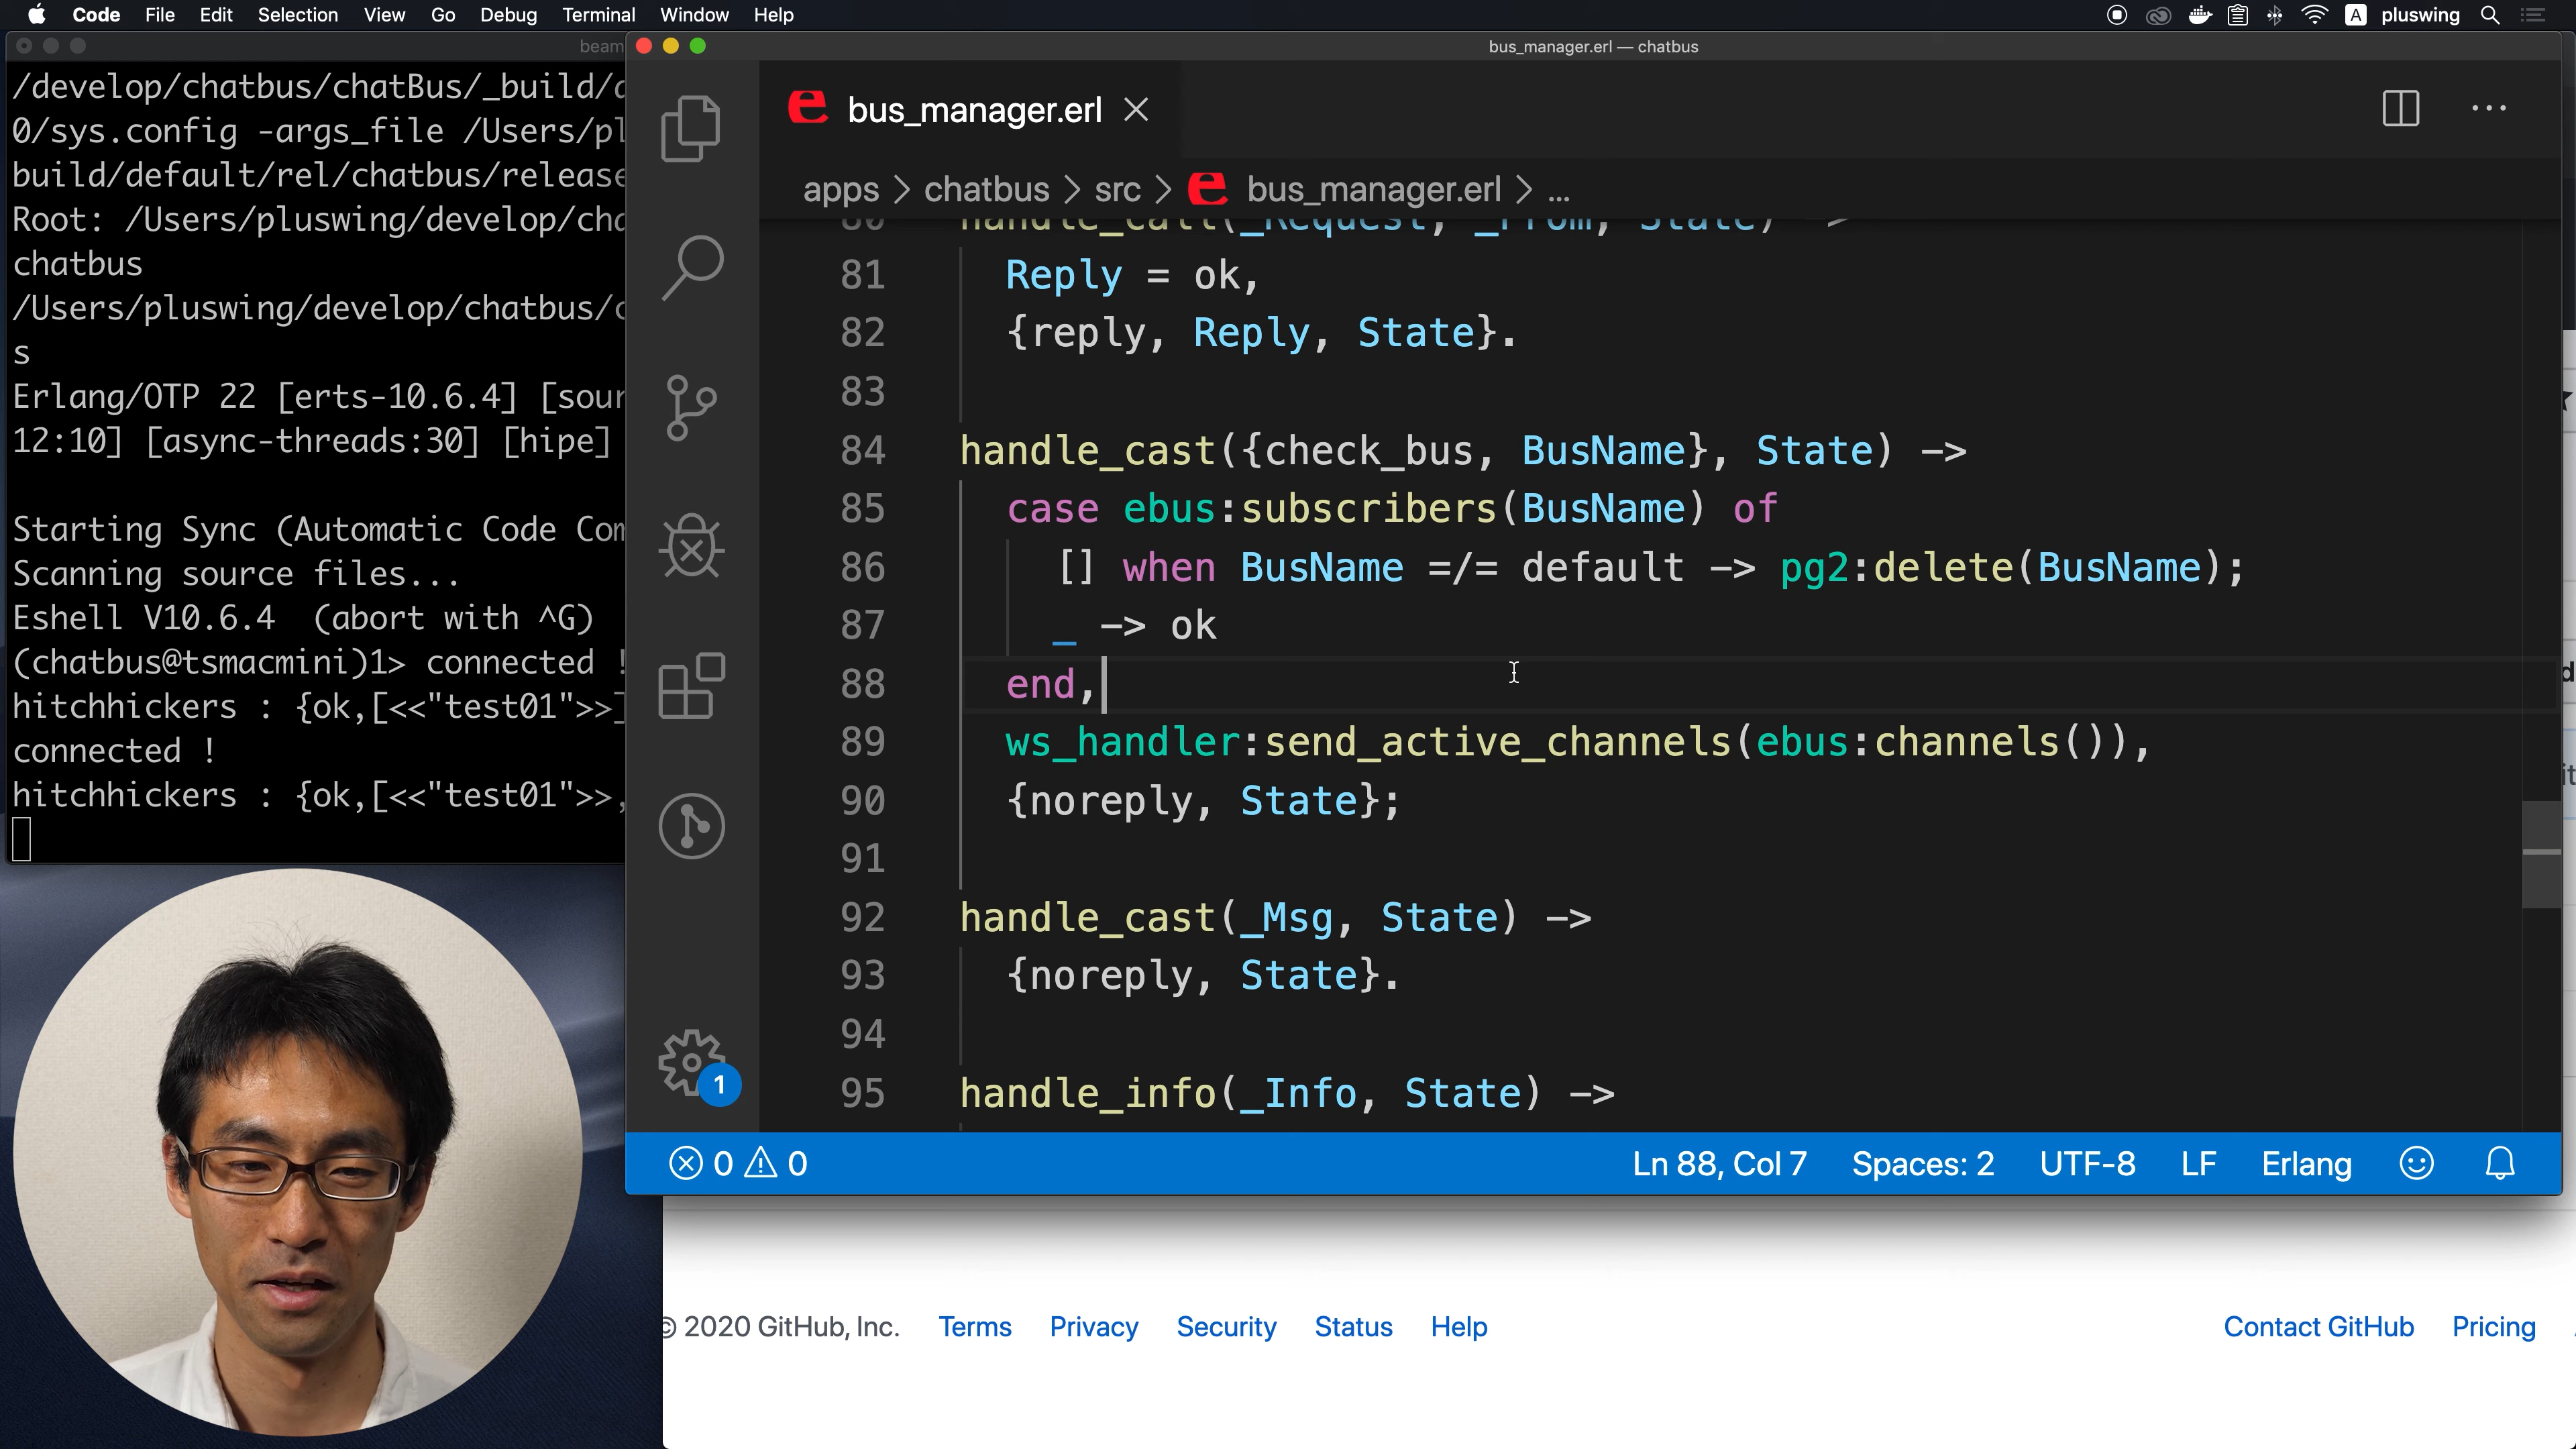 Code File Edit Selection View Go Debug Terminal Window Help A pluswing
beam
/develop/chatbus/chatBus/_build/
0/sys.config -args_file /Users/pl
build/default/rel/chatbus/release
Root: /Users/pluswing/develop/cha
chatbus
/Users/pluswing/develop/chatbus/c
s
Erlang/OTP 22 [erts-10.6.4] [sour
12:10] [async-threads:30] [hipe]
Starting Sync (Automatic Code Com
Scanning source files...
Eshell V10.6.4 (abort with ^G)
(chatbus@tsmacmini)1> connected !
hitchhickers : {ok,[<<"test01">>]
connected !
hitchhickers : {ok,[<<"test01">>,
bus_manager.erl — chatbus
bus_manager.erl
apps > chatbus > src > bus_manager.erl > ...
80 handle_call(_Request, _From, State) ->
81 Reply = ok,
82 {reply, Reply, State}.
83
84 handle_cast({check_bus, BusName}, State) ->
85 case ebus:subscribers(BusName) of
86 [] when BusName =/= default -> pg2:delete(BusName);
87 _ -> ok
88 end,
89 ws_handler:send_active_channels(ebus:channels()),
90 {noreply, State};
91
92 handle_cast(_Msg, State) ->
93 {noreply, State}.
94
95 handle_info(_Info, State) ->
1
0 0 Ln 88, Col 7 Spaces: 2 UTF-8 LF Erlang
© 2020 GitHub, Inc. Terms Privacy Security Status Help Contact GitHub Pricing